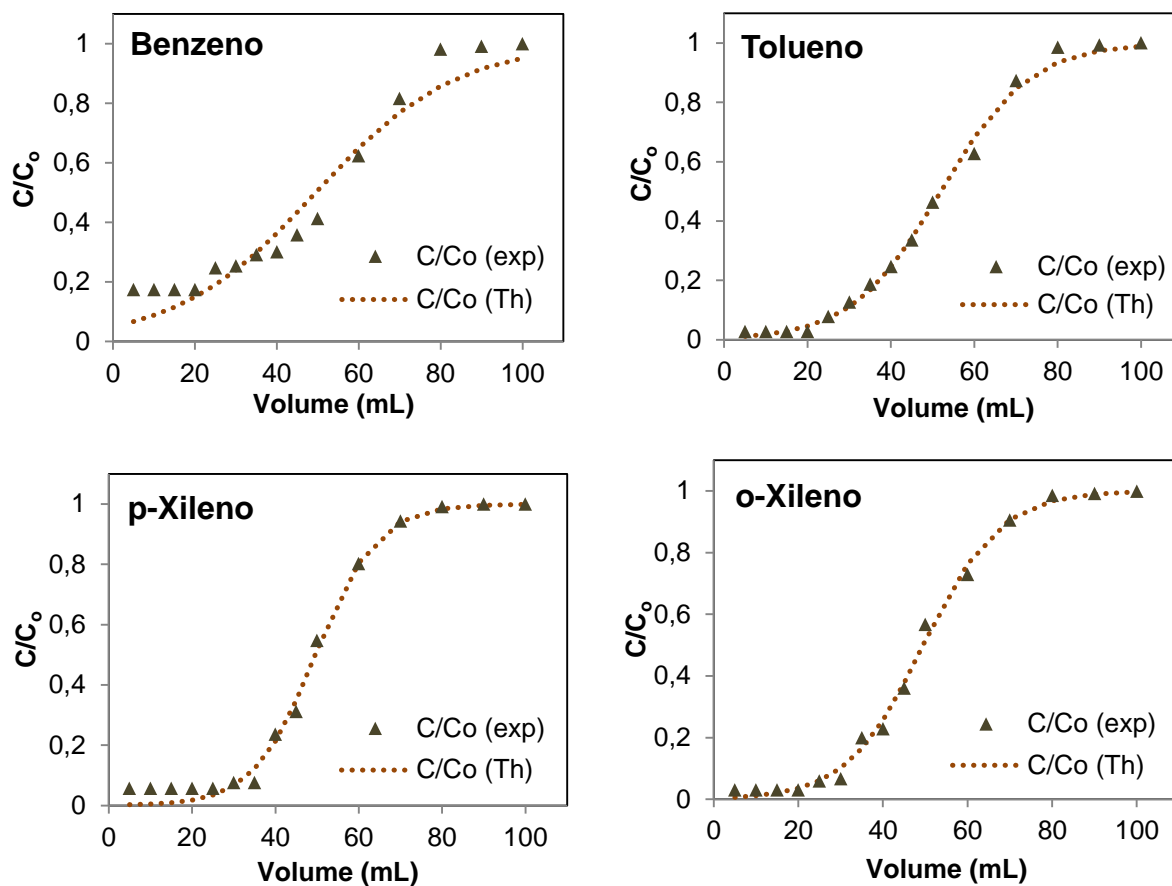 Benzeno
1
0,8
0,6
0,4
0,2
0
C/Co
C/Co (exp)
C/Co (Th)
0 20 40 60 80 100
Volume (mL)
Tolueno
1
0,8
0,6
0,4
0,2
0
C/Co
C/Co (exp)
C/Co (Th)
0 20 40 60 80 100
Volume (mL)
p-Xileno
1
0,8
0,6
0,4
0,2
0
C/Co
C/Co (exp)
C/Co (Th)
0 20 40 60 80 100
Volume (mL)
o-Xileno
1
0,8
0,6
0,4
0,2
0
C/Co
C/Co (exp)
C/Co (Th)
0 20 40 60 80 100
Volume (mL)